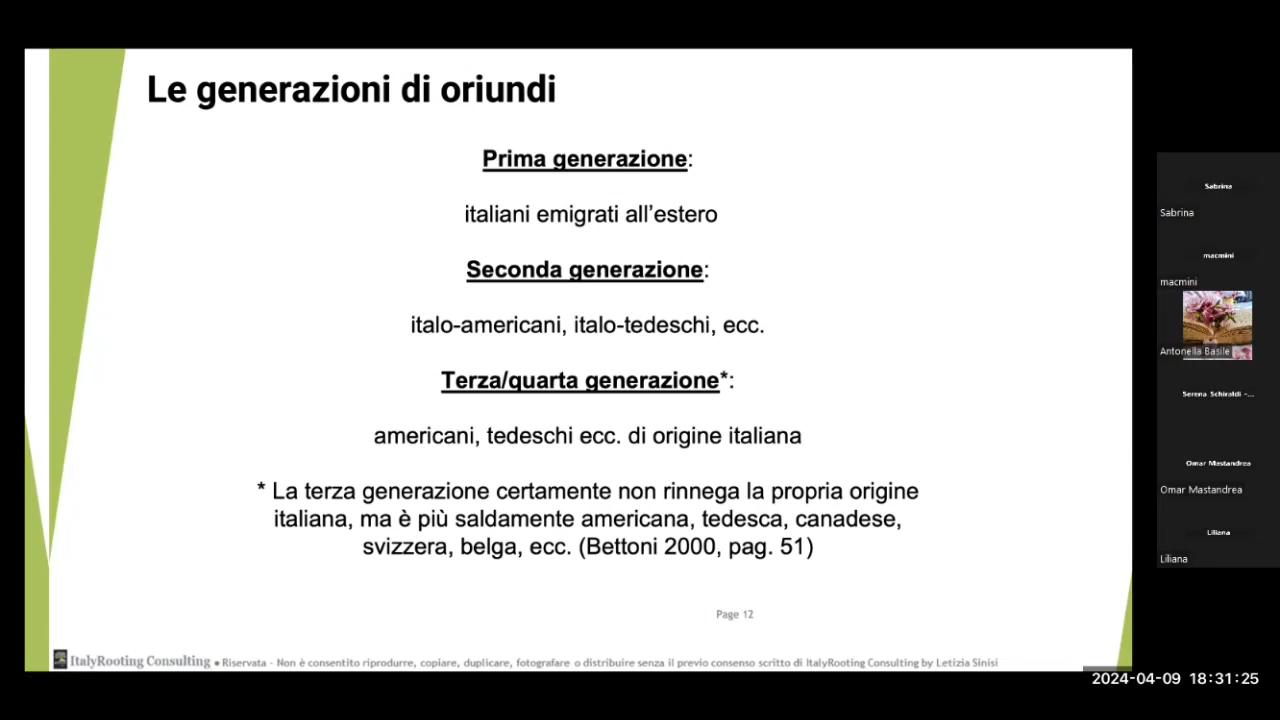 Le generazioni di oriundi
Prima generazione:
italiani emigrati all’estero
Seconda generazione:
italo-americani, italo-tedeschi, ecc.
Terza/quarta generazione*:
americani, tedeschi ecc. di origine italiana
* La terza generazione certamente non rinnega la propria origine
italiana, ma è più saldamente americana, tedesca, canadese,
svizzera, belga, ecc. (Bettoni 2000, pag. 51)
Page 12
ItalyRooting Consulting • Riservata - Non è consentito riprodurre, copiare, duplicare, fotografare o distribuire senza il previo consenso scritto di ItalyRooting Consulting by Letizia Sinisi
Sabrina
Sabrina
macmini
macmini
Antonella Basile
Serena Schiraldi -...
Omar Mastandrea
Omar Mastandrea
Liliana
Liliana
2024-04-09 18:31:25